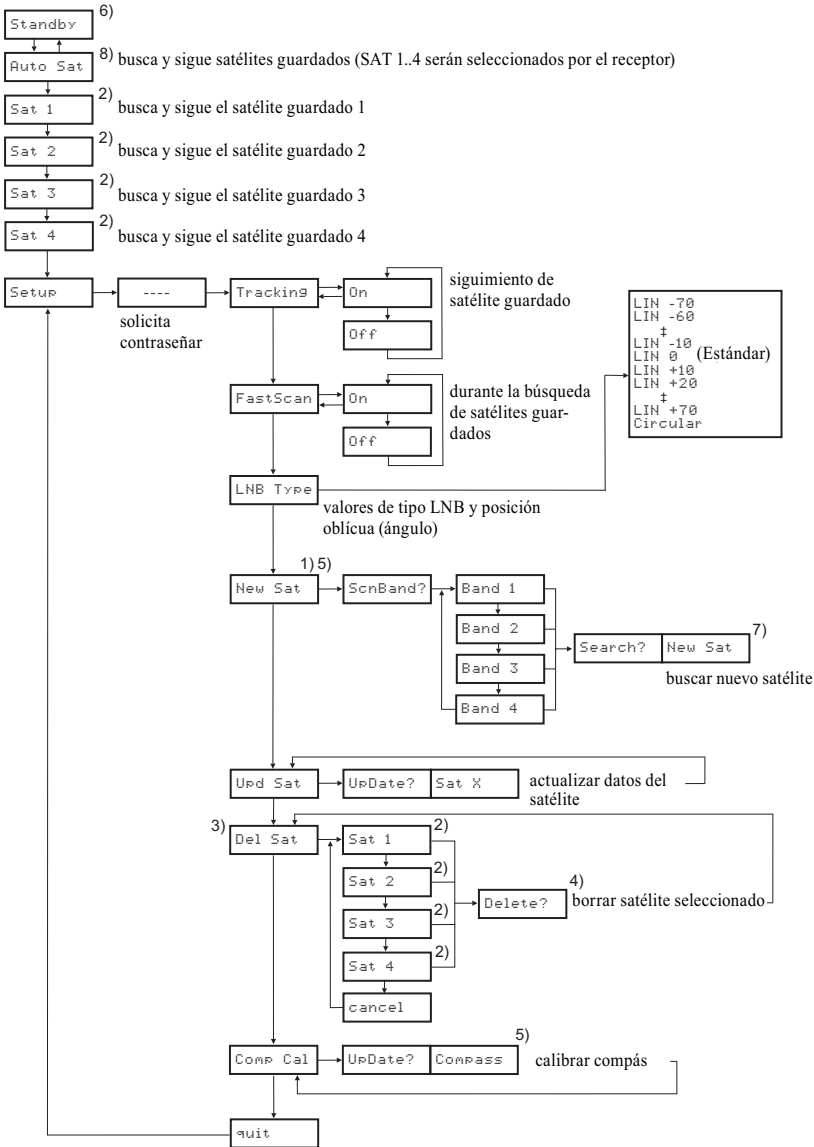 Standby
6)
Auto Sat
8) busca y sigue satélites guardados (SAT 1..4 serán seleccionados por el receptor)
Sat 1
2) busca y sigue el satélite guardado 1
Sat 2
2) busca y sigue el satélite guardado 2
Sat 3
2) busca y sigue el satélite guardado 3
Sat 4
2) busca y sigue el satélite guardado 4
Setup
----
solicita
contraseñar
Tracking
On
Off
siguimiento de
satélite guardado
LIN -70
LIN -60
‡
LIN -10
LIN 0 (Estándar)
LIN +10
LIN +20
‡
LIN +70
Circular
FastScan
On
Off
durante la búsqueda
de satélites guar-
dados
LNB Type
valores de tipo LNB y posición
oblícua (ángulo)
1) 5)
New Sat
ScnBand?
Band 1
Band 2
Band 3
Band 4
Search? New Sat
7)
buscar nuevo satélite
Upd Sat
UpDate? Sat X
actualizar datos del
satélite
3)
Del Sat
Sat 1
2)
Sat 2
2)
Sat 3
2)
Sat 4
2)
cancel
Delete?
4)
borrar satélite seleccionado
Comp Cal
UpDate? Compass
5)
calibrar compás
quit